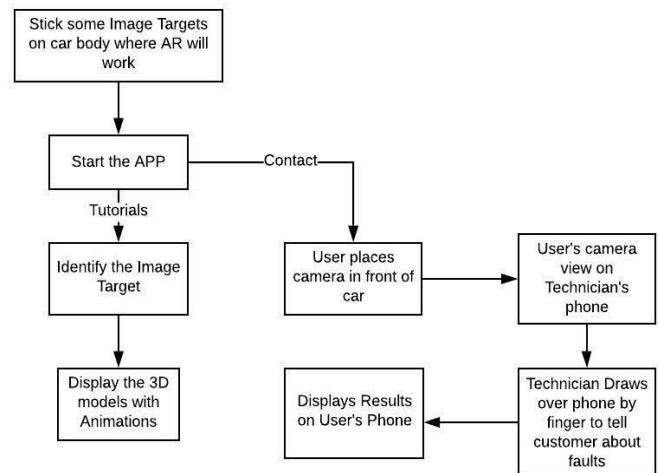 Stick some Image Targets
on car body where AR will
work
Start the APP
Contact
Tutorials
Identify the Image
Target
User places
camera in front of
car
User's camera
view on
Technician's
phone
Display the 3D
models with
Animations
Displays Results
on User's Phone
Technician Draws
over phone by
finger to tell
customer about
faults